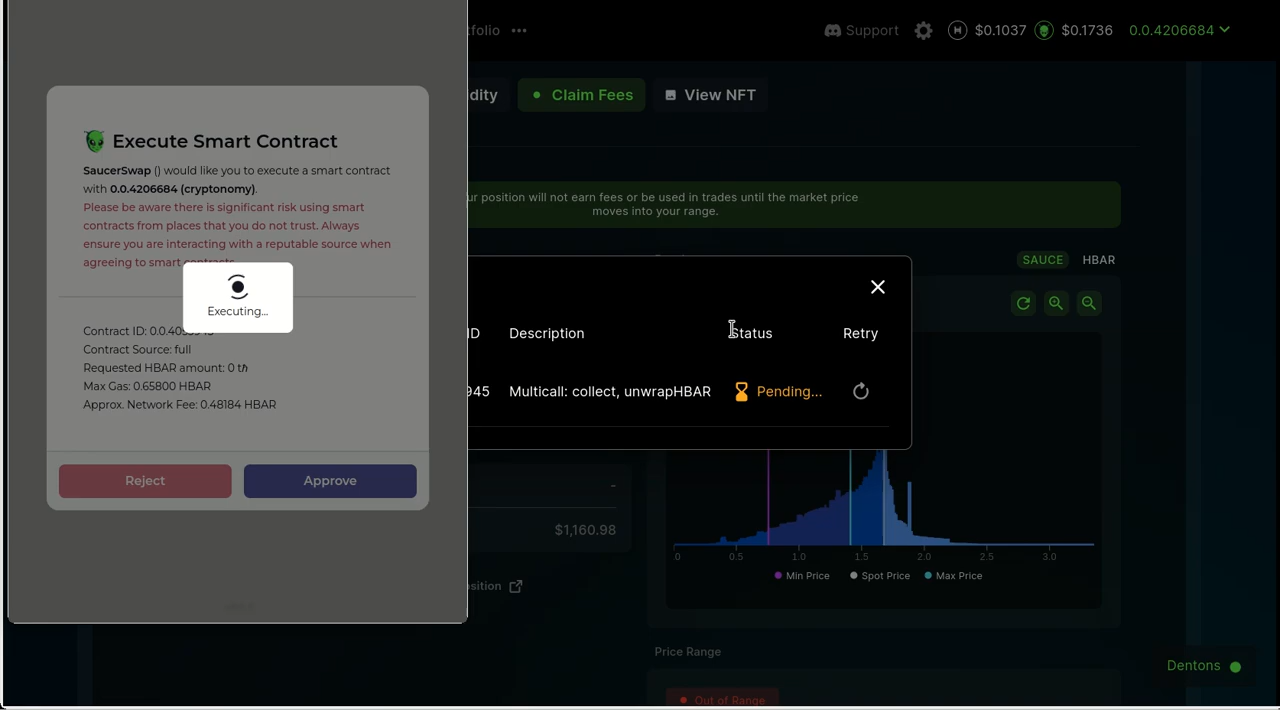 tfolio
Support
$0.1037
$0.1736
0.0.4206684
dity
Claim Fees
View NFT
Execute Smart Contract
SaucerSwap () would like you to execute a smart contract
with 0.0.4206684 (cryptonomy).
Please be aware there is significant risk using smart
contracts from places that you do not trust. Always
ensure you are interacting with a reputable source when
agreeing to smart contracts.
Executing...
Contract Source: full
Requested HBAR amount: 0 tℏ
Max Gas: 0.65800 HBAR
Approx. Network Fee: 0.48184 HBAR
Reject
Approve
ur position will not earn fees or be used in trades until the market price
moves into your range.
SAUCE
HBAR
ID
Description
Status
Retry
945
Multicall: collect, unwrapHBAR
Pending...
-
$1,160.98
sition
0
0.5
1.0
1.5
2.0
2.5
3.0
Min Price
Spot Price
Max Price
Price Range
Out of Range
Dentons